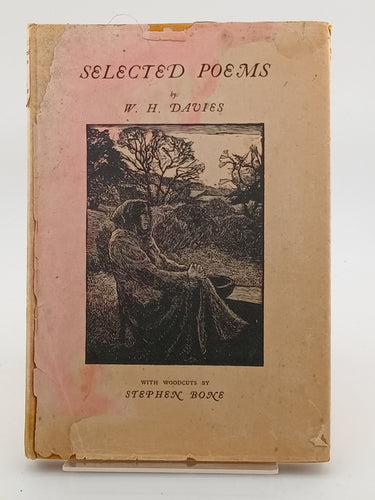 SELECTED POEMS
by
W. H. DAVIES
WITH WOODCUTS BY
STEPHEN BONE